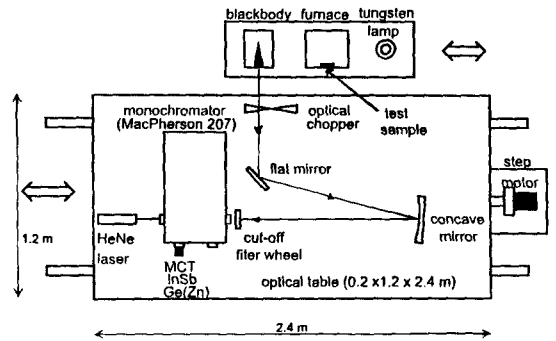 blackbody furnace tungsten
lamp
monochromator
(MacPherson 207)
optical
chopper
test
sample
flat mirror
step
motor
1.2 m
HeNe
laser
cut-off
filter wheel
concave
mirror
MCT
InSb
Ge(Zn)
optical table (0.2 x1.2 x 2.4 m)
2.4 m